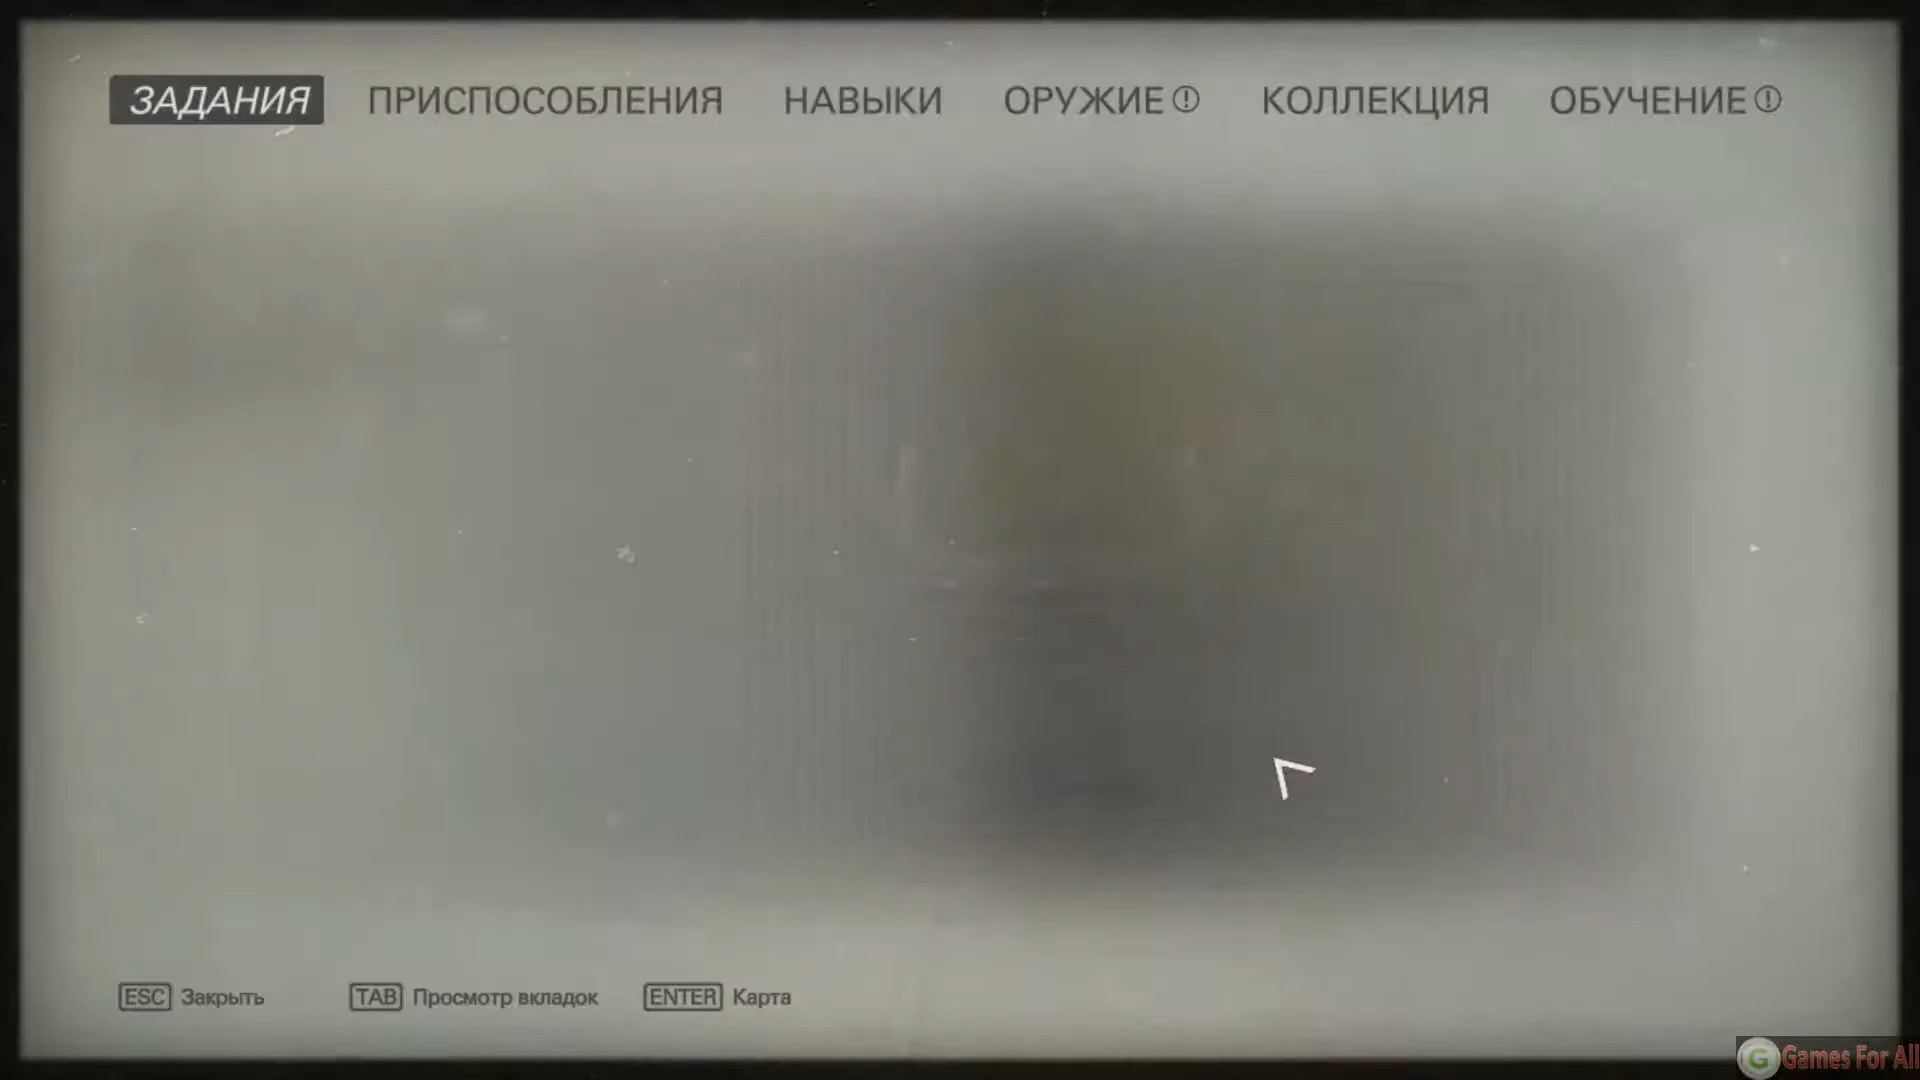 ЗАДАНИЯ ПРИСПОСОБЛЕНИЯ НАВЫКИ ОРУЖИЕ КОЛЛЕКЦИЯ ОБУЧЕНИЕ
ESC Закрыть TAB Просмотр вкладок ENTER Карта
G Games For All